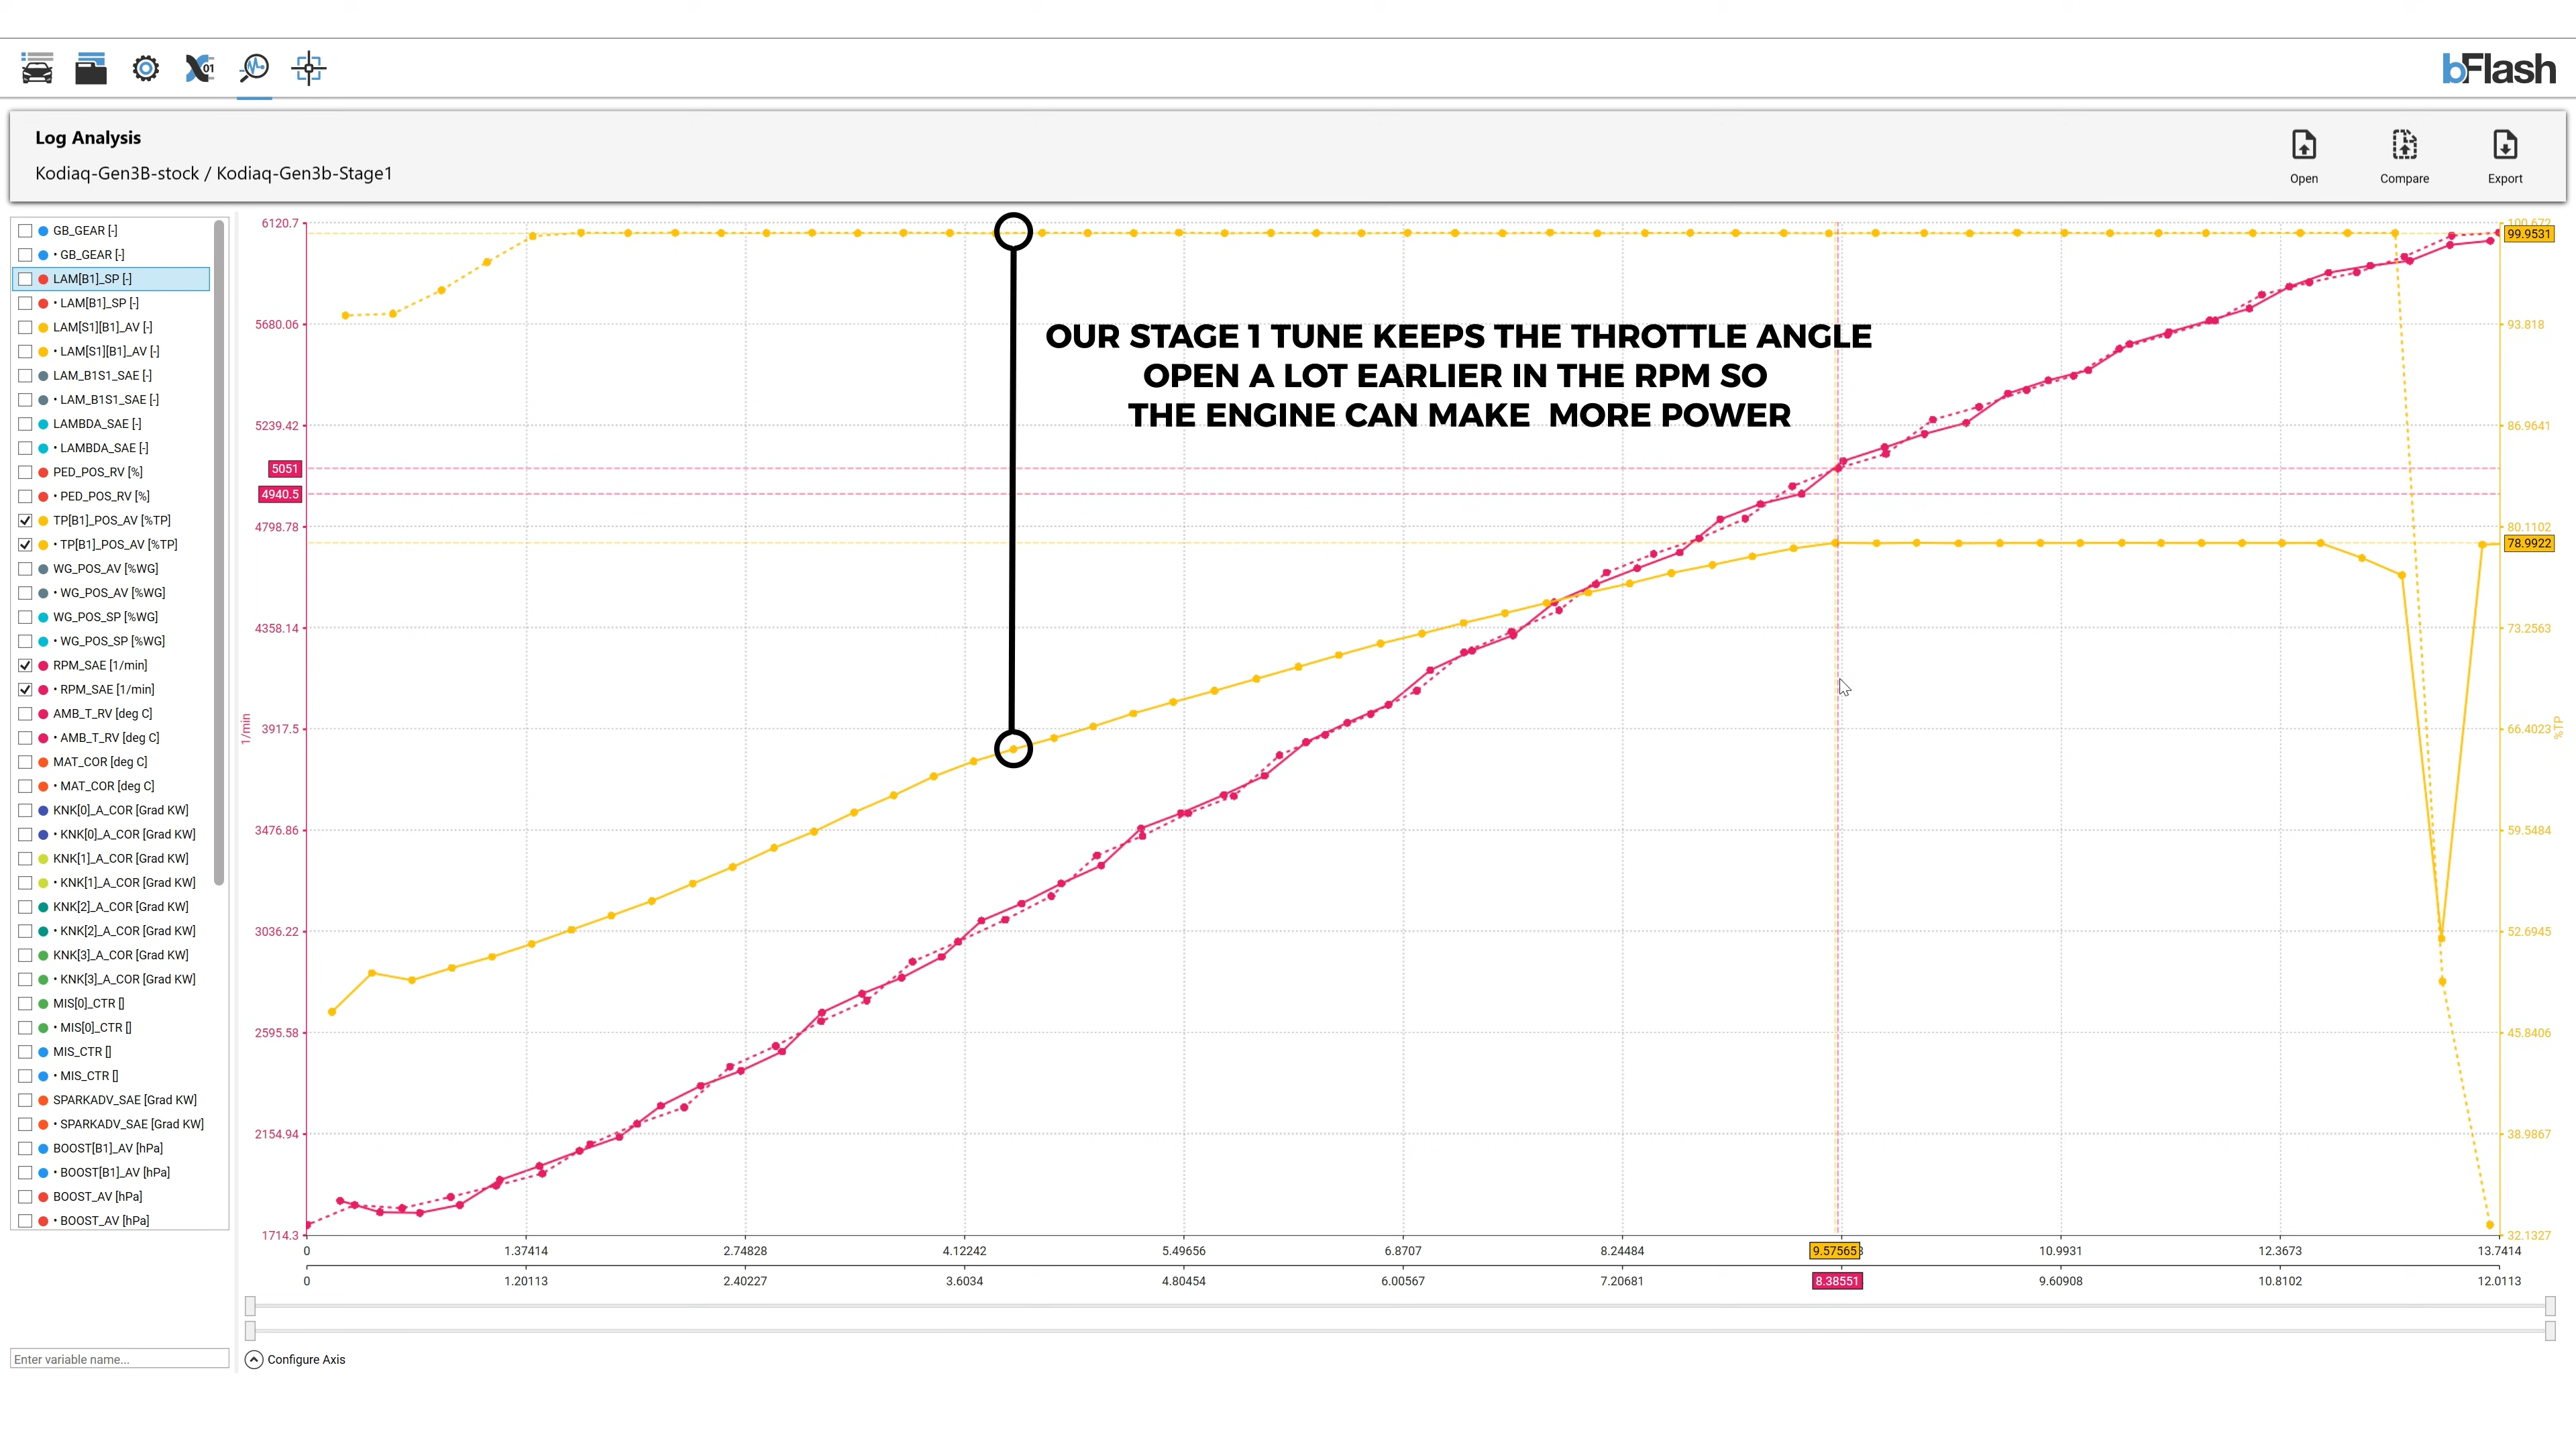 bFlash
Log Analysis
Kodiaq-Gen3B-stock / Kodiaq-Gen3b-Stage1
Open
Compare
Export
GB_GEAR [-]
• GB_GEAR [-]
LAM[B1]_SP [-]
• LAM[B1]_SP [-]
LAM[S1][B1]_AV [-]
• LAM[S1][B1]_AV [-]
LAM_B1S1_SAE [-]
• LAM_B1S1_SAE [-]
LAMBDA_SAE [-]
• LAMBDA_SAE [-]
PED_POS_RV [%]
• PED_POS_RV [%]
TP[B1]_POS_AV [%TP]
• TP[B1]_POS_AV [%TP]
WG_POS_AV [%WG]
• WG_POS_AV [%WG]
WG_POS_SP [%WG]
• WG_POS_SP [%WG]
RPM_SAE [1/min]
• RPM_SAE [1/min]
AMB_T_RV [deg C]
• AMB_T_RV [deg C]
MAT_COR [deg C]
• MAT_COR [deg C]
KNK[0]_A_COR [Grad KW]
• KNK[0]_A_COR [Grad KW]
KNK[1]_A_COR [Grad KW]
• KNK[1]_A_COR [Grad KW]
KNK[2]_A_COR [Grad KW]
• KNK[2]_A_COR [Grad KW]
KNK[3]_A_COR [Grad KW]
• KNK[3]_A_COR [Grad KW]
MIS[0]_CTR []
• MIS[0]_CTR []
MIS_CTR []
• MIS_CTR []
SPARKADV_SAE [Grad KW]
• SPARKADV_SAE [Grad KW]
BOOST[B1]_AV [hPa]
• BOOST[B1]_AV [hPa]
BOOST_AV [hPa]
• BOOST_AV [hPa]
Enter variable name...
6120.7
5680.06
5239.42
5051
4940.5
4798.78
4358.14
3917.5
3476.86
3036.22
2595.58
2154.94
1714.3
1/min
OUR STAGE 1 TUNE KEEPS THE THROTTLE ANGLE
OPEN A LOT EARLIER IN THE RPM SO
THE ENGINE CAN MAKE MORE POWER
100.672
99.9531
93.818
86.9641
80.1102
78.9922
73.2563
66.4023
59.5484
52.6945
45.8406
38.9867
32.1327
%TP
0 1.37414 2.74828 4.12242 5.49656 6.8707 8.24484 9.57565 10.9931 12.3673 13.7414
0 1.20113 2.40227 3.6034 4.80454 6.00567 7.20681 8.38551 9.60908 10.8102 12.0113
Configure Axis